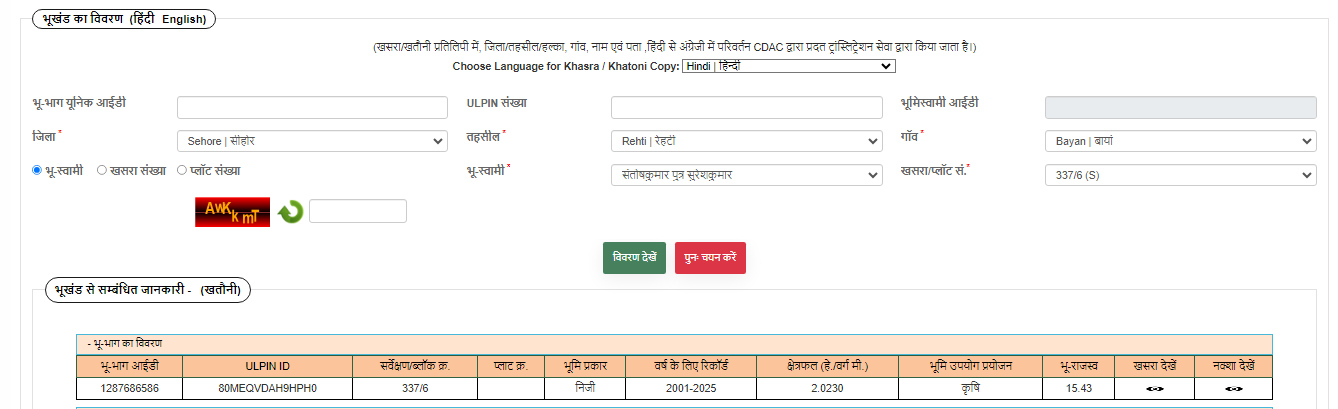 भूखंड का विवरण (हिंदी English)
(खसरा/खतौनी प्रतिलिपी में, जिला/तहसील/हल्का, गांव, नाम एवं पता ,हिंदी से अंग्रेजी में परिवर्तन CDAC द्वारा प्रदत ट्रांस्लिट्रेशन सेवा द्वारा किया जाता है।)
Choose Language for Khasra / Khatoni Copy: Hindi | हिन्दी
भू-भाग यूनिक आईडी ULPIN संख्या भूमिस्वामी आईडी
जिला * Sehore | सीहोर तहसील * Rehti | रेहटी गाँव * Bayan | बायां
भू-स्वामी खसरा संख्या प्लॉट संख्या भू-स्वामी * संतोषकुमार पुत्र सुरेशकुमार खसरा/प्लॉट सं.* 337/6 (S)
AwKkmT
विवरण देखें पुनः चयन करें
भूखंड से सम्बंधित जानकारी - (खतौनी)
- भू-भाग का विवरण
भू-भाग आईडी ULPIN ID सर्वेक्षण/ब्लॉक क्र. प्लाट क्र. भूमि प्रकार वर्ष के लिए रिकॉर्ड क्षेत्रफल (हे./वर्ग मी.) भूमि उपयोग प्रयोजन भू-राजस्व खसरा देखें नक्शा देखें
1287686586 80MEQVDAH9HPH0 337/6 निजी 2001-2025 2.0230 कृषि 15.43